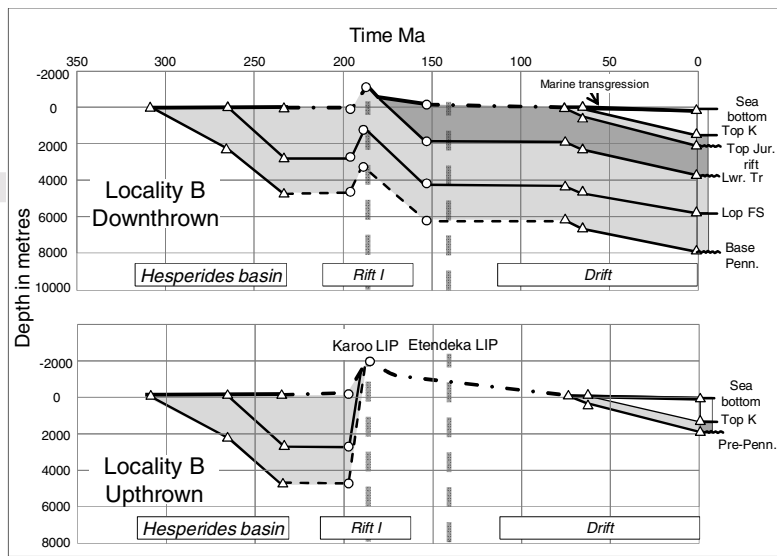 Time Ma
350 300 250 200 150 100 50 0
-2000
0
2000
4000
6000
8000
10000
Depth in metres
Marine transgression
Sea
bottom
Top K
Top Jur.
rift
Lwr. Tr
Lop FS
Base
Penn.
Locality B
Downthrown
Hesperides basin
Rift I
Drift
Karoo LIP
Etendeka LIP
-2000
0
2000
4000
6000
8000
Sea
bottom
Top K
Pre-Penn.
Locality B
Upthrown
Hesperides basin
Rift I
Drift